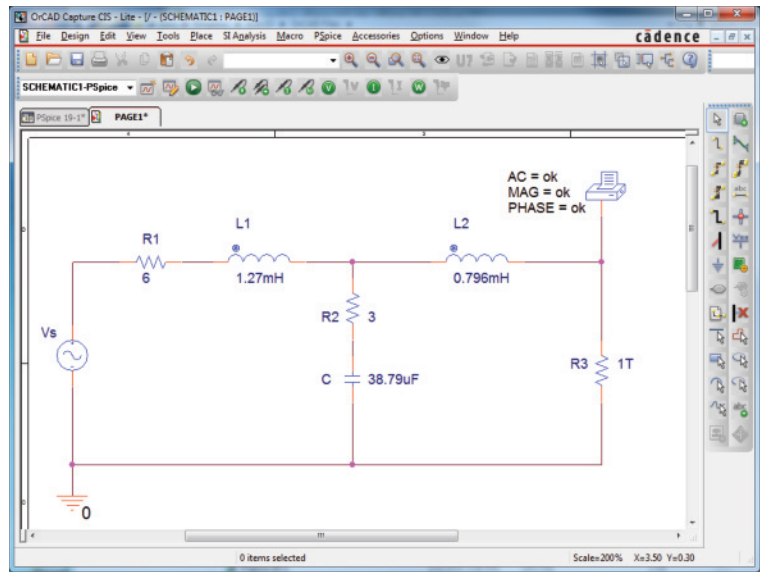 OrCAD Capture CIS - Lite - [/ - (SCHEMATIC1 : PAGE1)]
File Design Edit View Tools Place SI Analysis Macro PSpice Accessories Options Window Help
cādence
U?
SCHEMATIC1-PSpice
V I W
PSpice 19-1*
PAGE1*
AC = ok
MAG = ok
PHASE = ok
L1
L2
R1
6
1.27mH
0.796mH
R2
3
Vs
R3
1T
C
38.79uF
0
0 items selected
Scale=200% X=3.50 Y=0.30